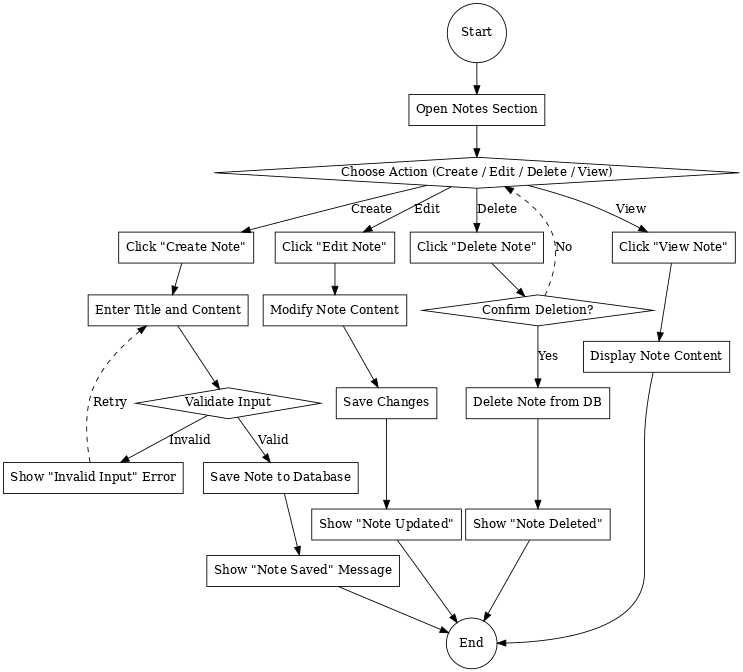 Start
Open Notes Section
Choose Action (Create / Edit / Delete / View)
Create
Edit
Delete
View
Click "Create Note"
Click "Edit Note"
Click "Delete Note"
No
Click "View Note"
Enter Title and Content
Modify Note Content
Confirm Deletion?
Yes
Display Note Content
Retry
Validate Input
Save Changes
Delete Note from DB
Invalid
Valid
Show "Invalid Input" Error
Save Note to Database
Show "Note Updated"
Show "Note Deleted"
Show "Note Saved" Message
End